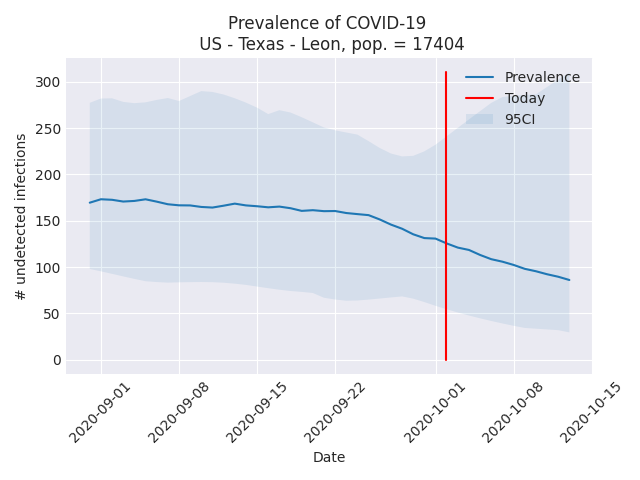 Prevalence of COVID-19
US - Texas - Leon, pop. = 17404
300
250
200
150
100
50
0
# undetected infections
Prevalence
Today
95CI
2020-09-01
2020-09-08
2020-09-15
2020-09-22
2020-10-01
2020-10-08
2020-10-15
Date